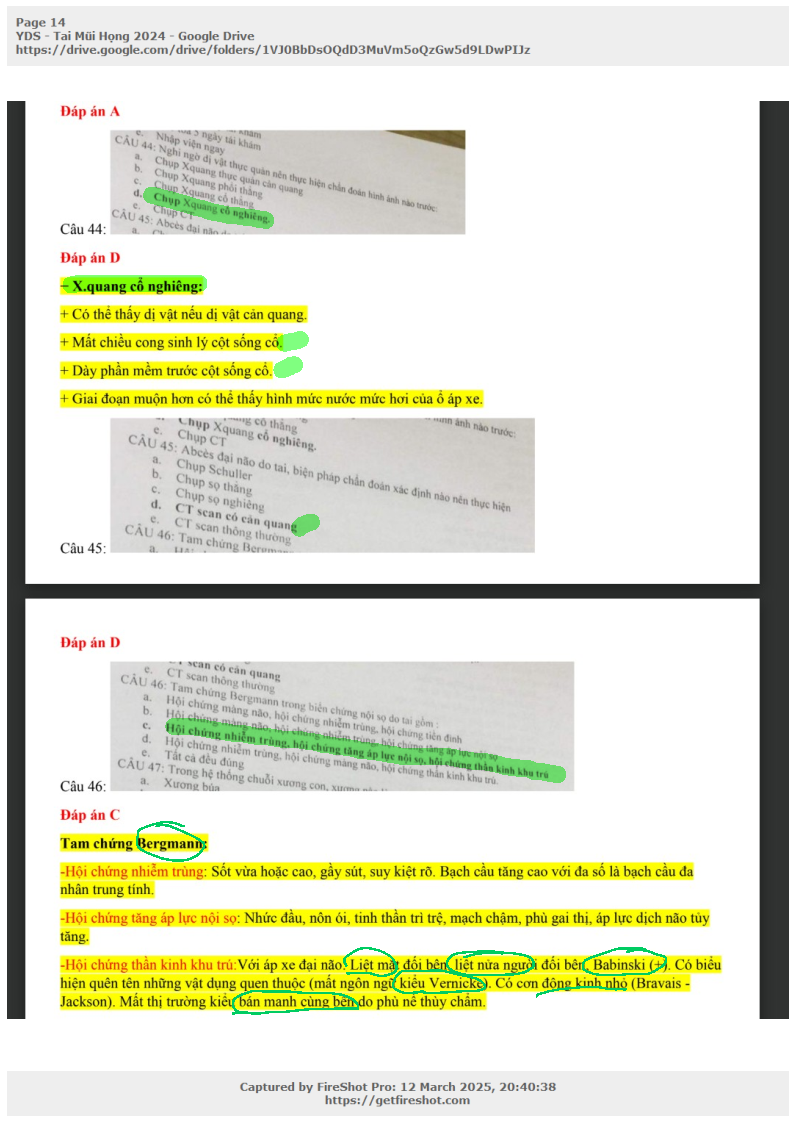 Page 14
YDS - Tai Mũi Họng 2024 - Google Drive
https://drive.google.com/drive/folders/1VJ0BbDsOQdD3MuVm5oQzGw5d9LDwPIJz
Đáp án A
5 ngày tái khám
e. Nhập viện ngay
CÂU 44: Nghi ngờ dị vật thực quản nên thực hiện chẩn đoán hình ảnh nào trước:
a. Chụp Xquang thực quản cản quang
b. Chụp Xquang phổi thẳng
c. Chụp Xquang cổ thẳng
d. Chụp Xquang cổ nghiêng.
e. Chụp CT
CÂU 45: Abcès đại não
a.
Câu 44:
Đáp án D
– X.quang cổ nghiêng:
+ Có thể thấy dị vật nếu dị vật cản quang.
+ Mất chiều cong sinh lý cột sống cổ.
+ Dày phần mềm trước cột sống cổ.
+ Giai đoạn muộn hơn có thể thấy hình mức nước mức hơi của ổ áp xe.
cổ thẳng
ảnh nào trước:
Chụp Xquang cổ nghiêng.
e. Chụp CT
CÂU 45: Abcès đại não do tai, biện pháp chẩn đoán xác định nào nên thực hiện
a. Chụp Schuller
b. Chụp sọ thẳng
c. Chụp sọ nghiêng
d. CT scan có cản quang
e. CT scan thông thường
CÂU 46: Tam chứng
a.
Câu 45:
Đáp án D
scan có cản quang
e. CT scan thông thường
CÂU 46: Tam chứng Bergmann trong biến chứng nội sọ do tai gồm :
a. Hội chứng màng não, hội chứng nhiễm trùng, hội chứng tiền đình
b. Hội chứng màng não, hội chứng nhiễm trùng, hội chứng tăng áp lực nội sọ
c. Hội chứng nhiễm trùng, hội chứng tăng áp lực nội sọ, hội chứng thần kinh khu trú
d. Hội chứng nhiễm trùng, hội chứng màng não, hội chứng thần kinh khu trú.
e. Tất cả đều đúng
CÂU 47: Trong hệ thống chuỗi xương con, xương
a. Xương búa
Câu 46:
Đáp án C
Tam chứng Bergmann:
-Hội chứng nhiễm trùng: Sốt vừa hoặc cao, gầy sút, suy kiệt rõ. Bạch cầu tăng cao với đa số là bạch cầu đa
nhân trung tính.
-Hội chứng tăng áp lực nội sọ: Nhức đầu, nôn ói, tinh thần trì trệ, mạch chậm, phù gai thị, áp lực dịch não tủy
tăng.
-Hội chứng thần kinh khu trú:Với áp xe đại não: Liệt mặt đối bên, liệt nửa người đối bên, Babinski (+). Có biểu
hiện quên tên những vật dụng quen thuộc (mất ngôn ngữ kiểu Vernicke). Có cơn động kinh nhỏ (Bravais -
Jackson). Mất thị trường kiểu bán manh cùng bên do phù nề thùy chẩm.
Captured by FireShot Pro: 12 March 2025, 20:40:38
https://getfireshot.com